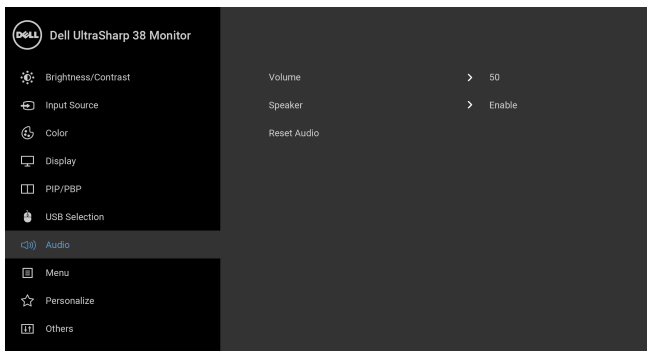 DELL Dell UltraSharp 38 Monitor
Brightness/Contrast
Input Source
Color
Display
PIP/PBP
USB Selection
Audio
Menu
Personalize
Others
Volume > 50
Speaker > Enable
Reset Audio